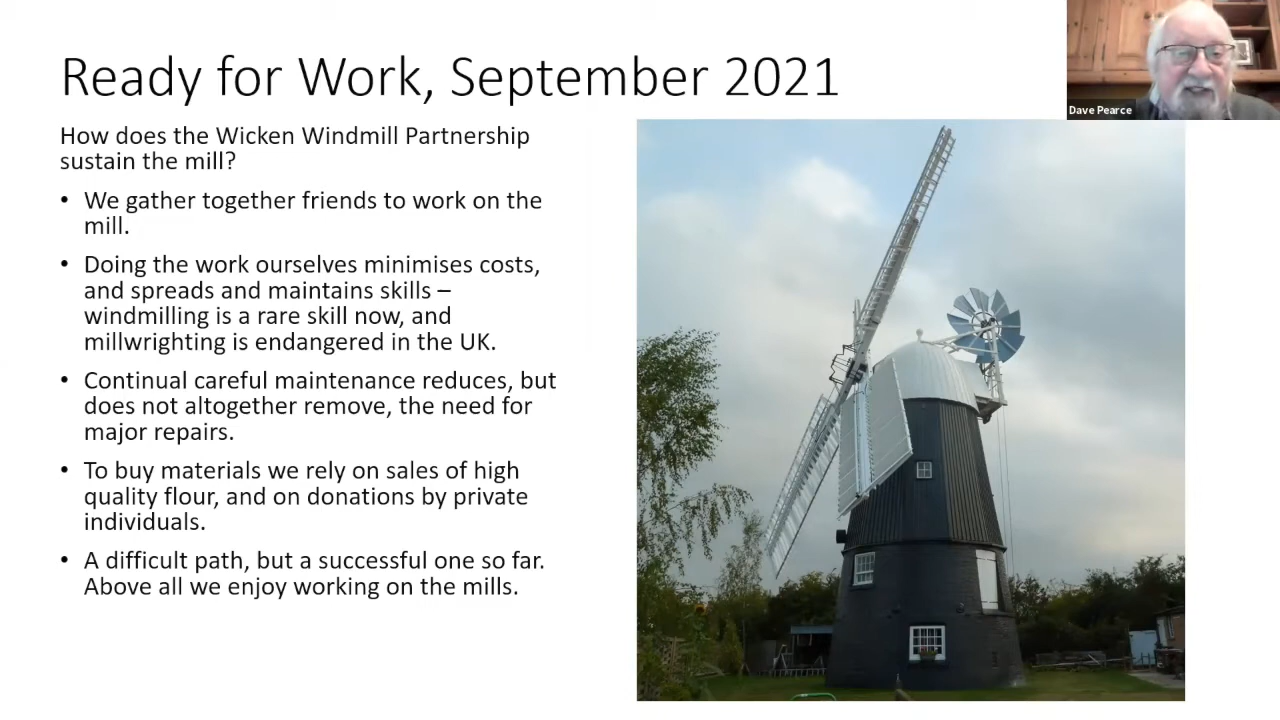 Ready for Work, September 2021
Dave Pearce
How does the Wicken Windmill Partnership
sustain the mill?
• We gather together friends to work on the
mill.
• Doing the work ourselves minimises costs,
and spreads and maintains skills –
windmilling is a rare skill now, and
millwrighting is endangered in the UK.
• Continual careful maintenance reduces, but
does not altogether remove, the need for
major repairs.
• To buy materials we rely on sales of high
quality flour, and on donations by private
individuals.
• A difficult path, but a successful one so far.
Above all we enjoy working on the mills.